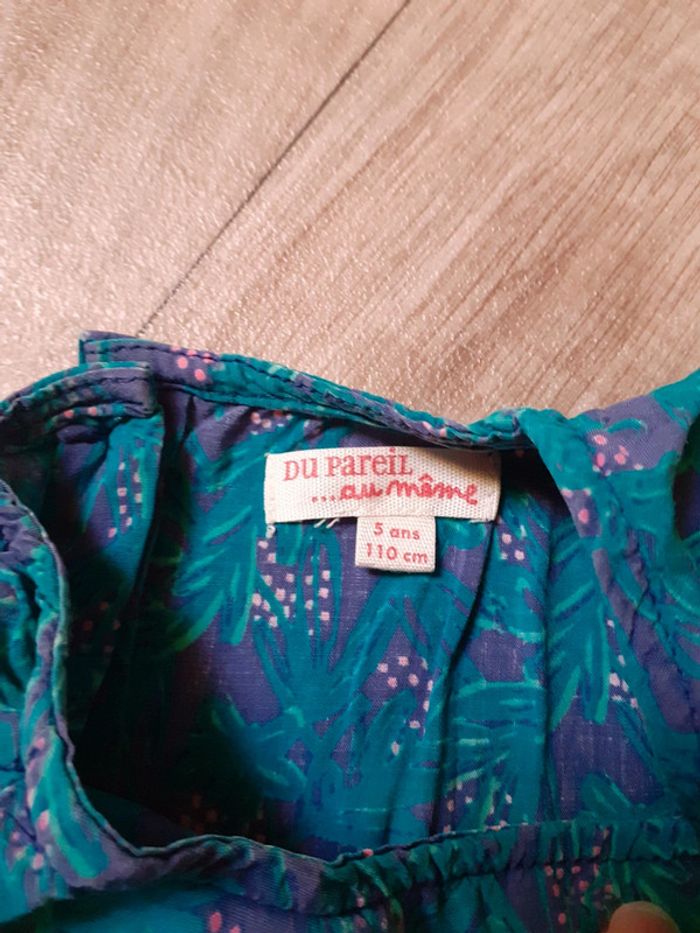 DU PAREIL
...au même
5 ans
110 cm